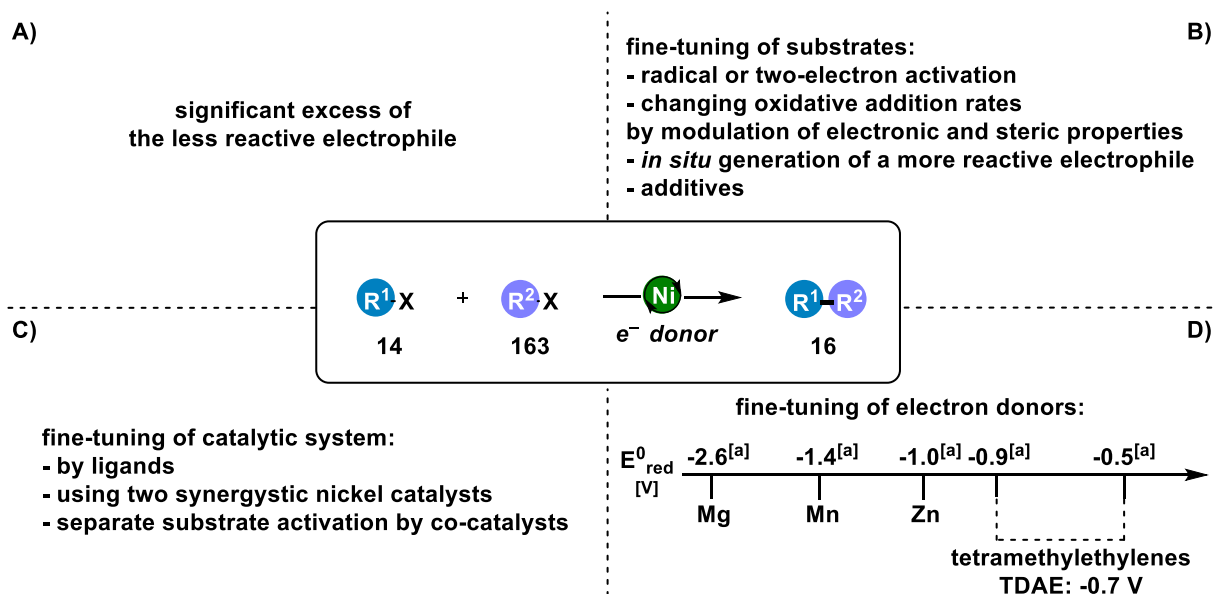 A)
significant excess of
the less reactive electrophile
B)
fine-tuning of substrates:
- radical or two-electron activation
- changing oxidative addition rates
by modulation of electronic and steric properties
- in situ generation of a more reactive electrophile
- additives
R1-X + R2-X Ni R1-R2
e– donor
14 163 16
C)
fine-tuning of catalytic system:
- by ligands
- using two synergystic nickel catalysts
- separate substrate activation by co-catalysts
D)
fine-tuning of electron donors:
E0red
[V]
-2.6[a] -1.4[a] -1.0[a] -0.9[a] -0.5[a]
Mg Mn Zn
tetramethylethylenes
TDAE: -0.7 V